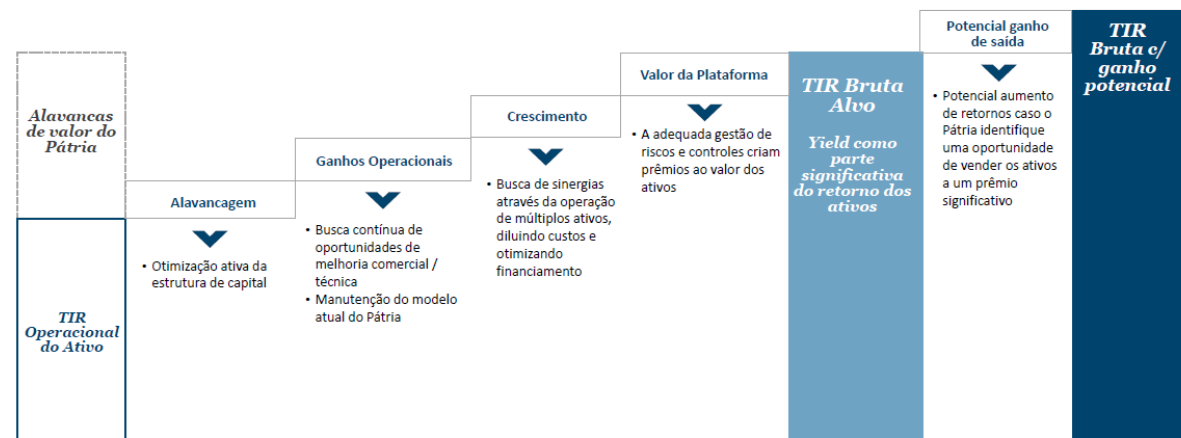 Alavancas
de valor do
Pátria
TIR
Operacional
do Ativo
Alavancagem
• Otimização ativa da
estrutura de capital
Ganhos Operacionais
• Busca contínua de
oportunidades de
melhoria comercial /
técnica
• Manutenção do modelo
atual do Pátria
Crescimento
• Busca de sinergias
através da operação
de múltiplos ativos,
diluindo custos e
otimizando
financiamento
Valor da Plataforma
• A adequada gestão de
riscos e controles criam
prêmios ao valor dos
ativos
TIR Bruta
Alvo
Yield como
parte
significativa
do retorno dos
ativos
Potencial ganho
de saída
• Potencial aumento
de retornos caso o
Pátria identifique
uma oportunidade
de vender os ativos
a um prêmio
significativo
TIR
Bruta c/
ganho
potencial